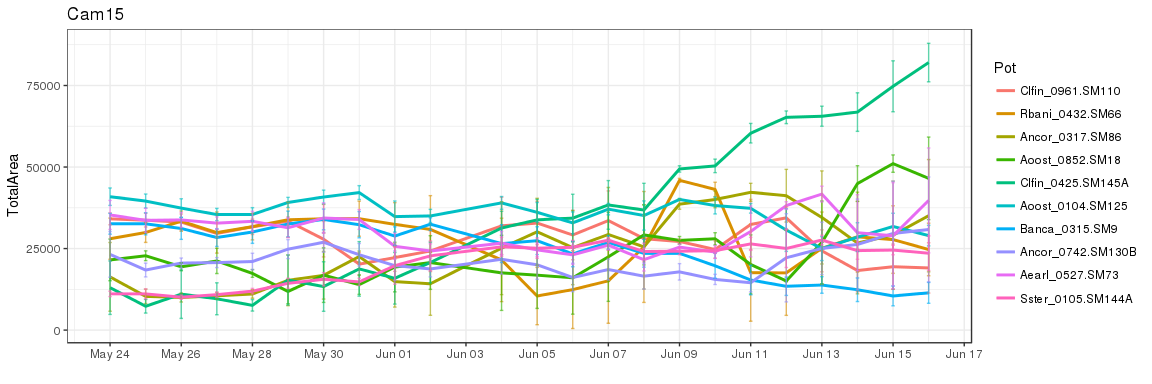 Cam15
TotalArea
75000
50000
25000
0
May 24 May 26 May 28 May 30 Jun 01 Jun 03 Jun 05 Jun 07 Jun 09 Jun 11 Jun 13 Jun 15 Jun 17
Pot
Clfin_0961.SM110
Rbani_0432.SM66
Ancor_0317.SM86
Aoost_0852.SM18
Clfin_0425.SM145A
Aoost_0104.SM125
Banca_0315.SM9
Ancor_0742.SM130B
Aearl_0527.SM73
Sster_0105.SM144A